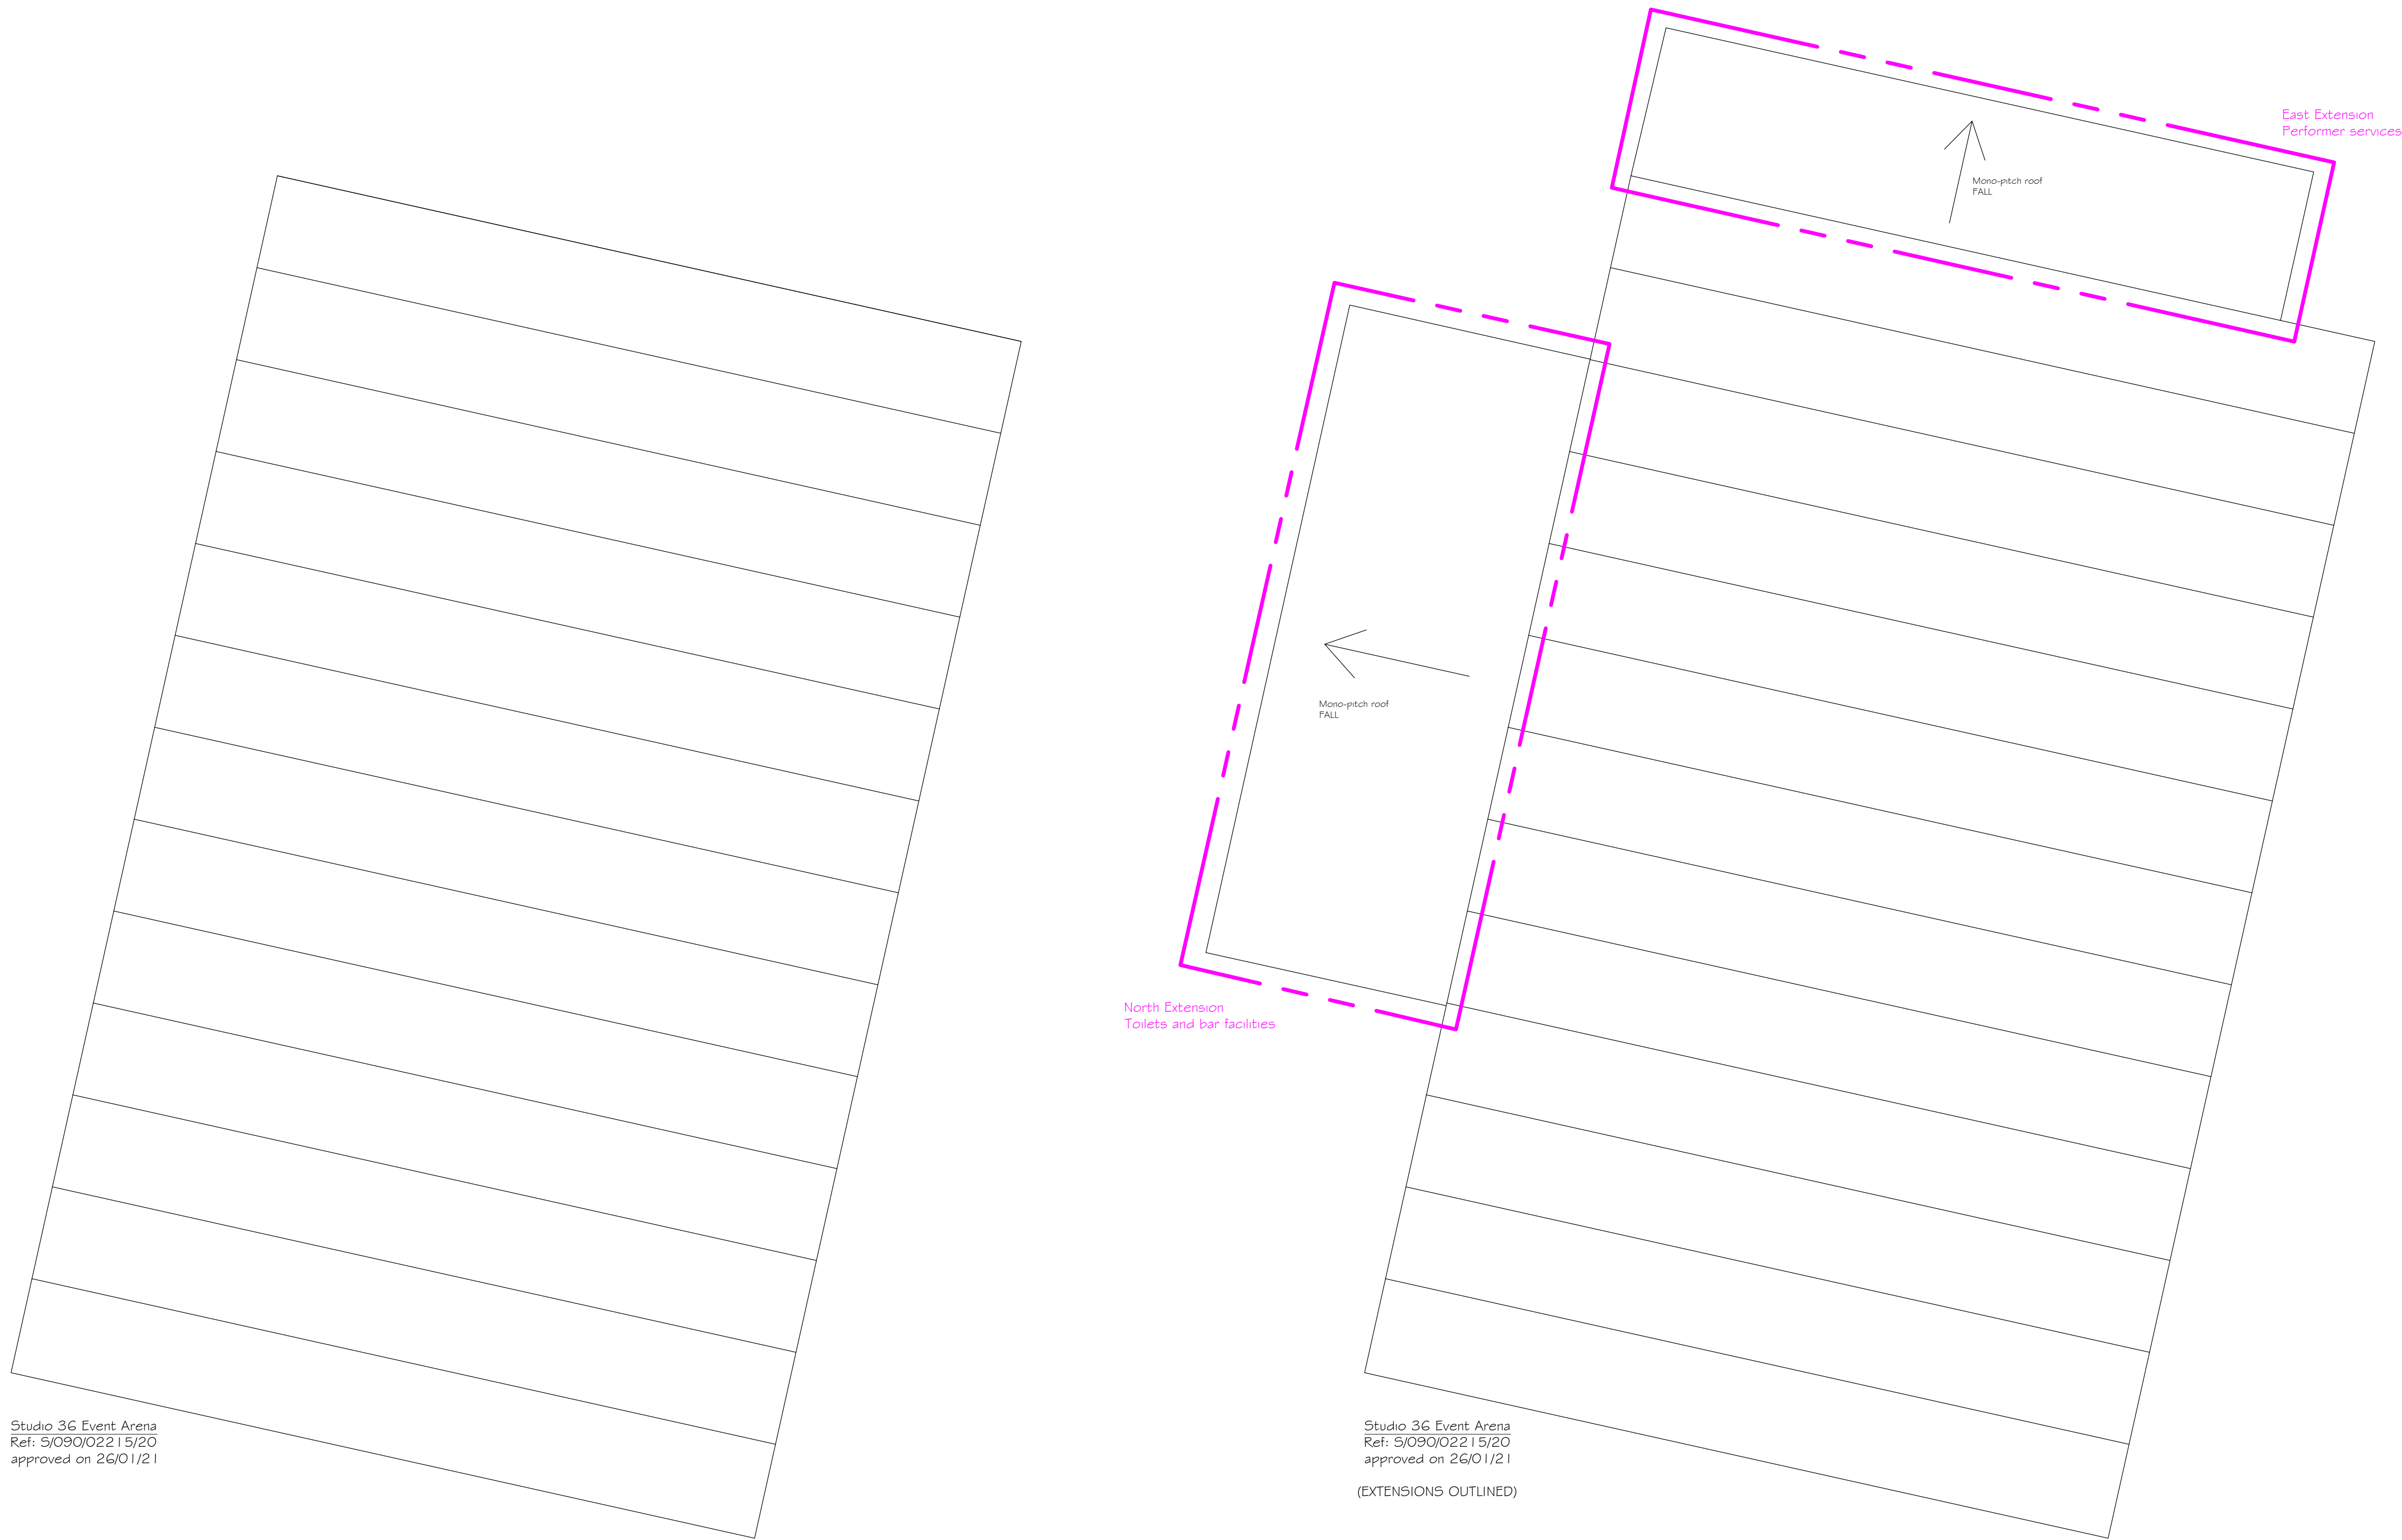 East Extension
Performer services
Mono-pitch roof
FALL
Mono-pitch roof
FALL
North Extension
Toilets and bar facilities
Studio 36 Event Arena
Ref: S/090/02215/20
approved on 26/01/21
Studio 36 Event Arena
Ref: S/090/02215/20
approved on 26/01/21
(EXTENSIONS OUTLINED)